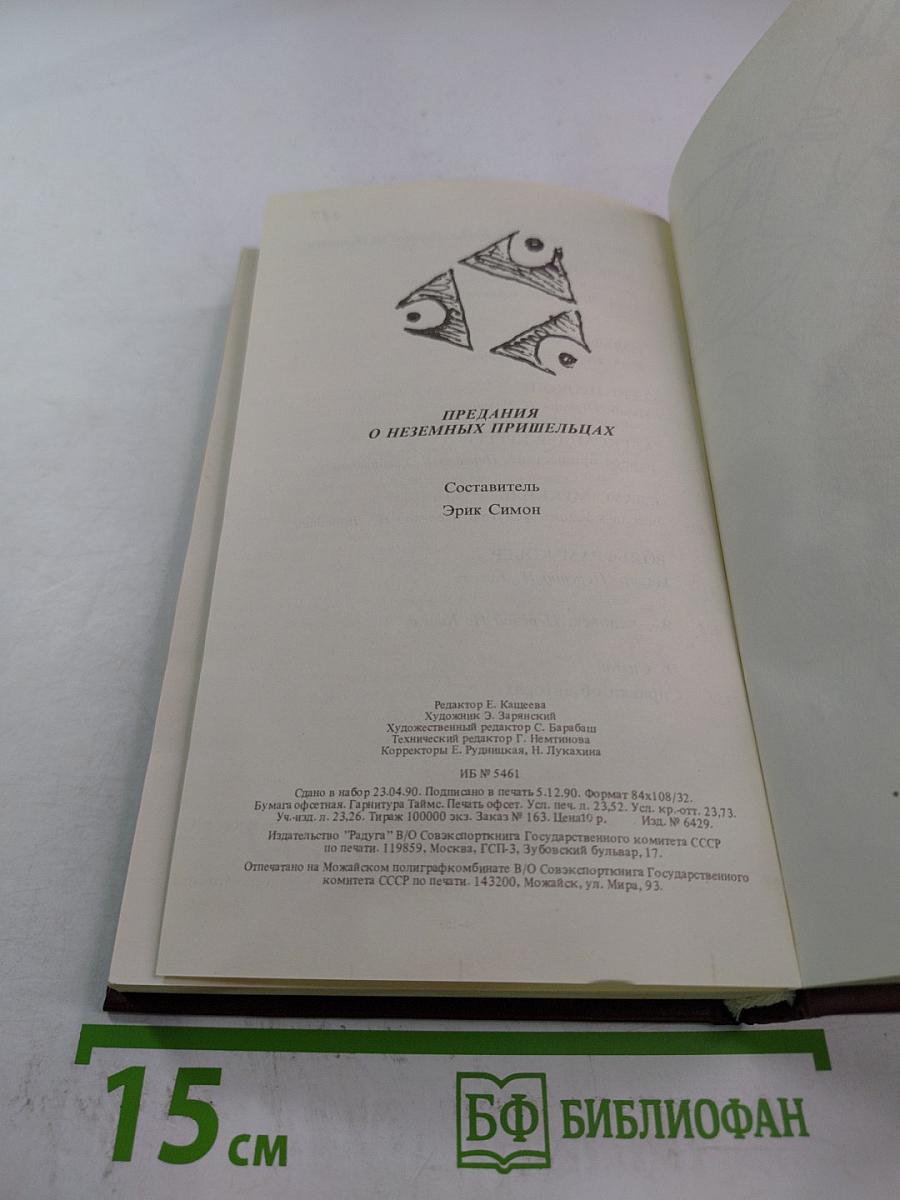 ПРЕДАНИЯ
О НЕЗЕМНЫХ ПРИШЕЛЬЦАХ
Составитель
Эрик Симон
Редактор Е. Кащеева
Художник Э. Зарянский
Художественный редактор С. Барабаш
Технический редактор Г. Немтинова
Корректоры Е. Рудницкая, Н. Лукахина
ИБ № 5461
Сдано в набор 23.04.90. Подписано в печать 5.12.90. Формат 84x108/32.
Бумага офсетная. Гарнитура Таймс. Печать офсет. Усл. печ. л. 23,52. Усл. кр.-отт. 23,73.
Уч.-изд. л. 23,26. Тираж 100000 экз. Заказ № 163. Цена 10 р. Изд. № 6429.
Издательство "Радуга" В/О Совэкспорткнига Государственного комитета СССР
по печати. 119859, Москва, ГСП-3, Зубовский бульвар, 17.
Отпечатано на Можайском полиграфкомбинате В/О Совэкспорткнига Государственного
комитета СССР по печати. 143200, Можайск, ул. Мира, 93.
15 см
БФ БИБЛИОФАН